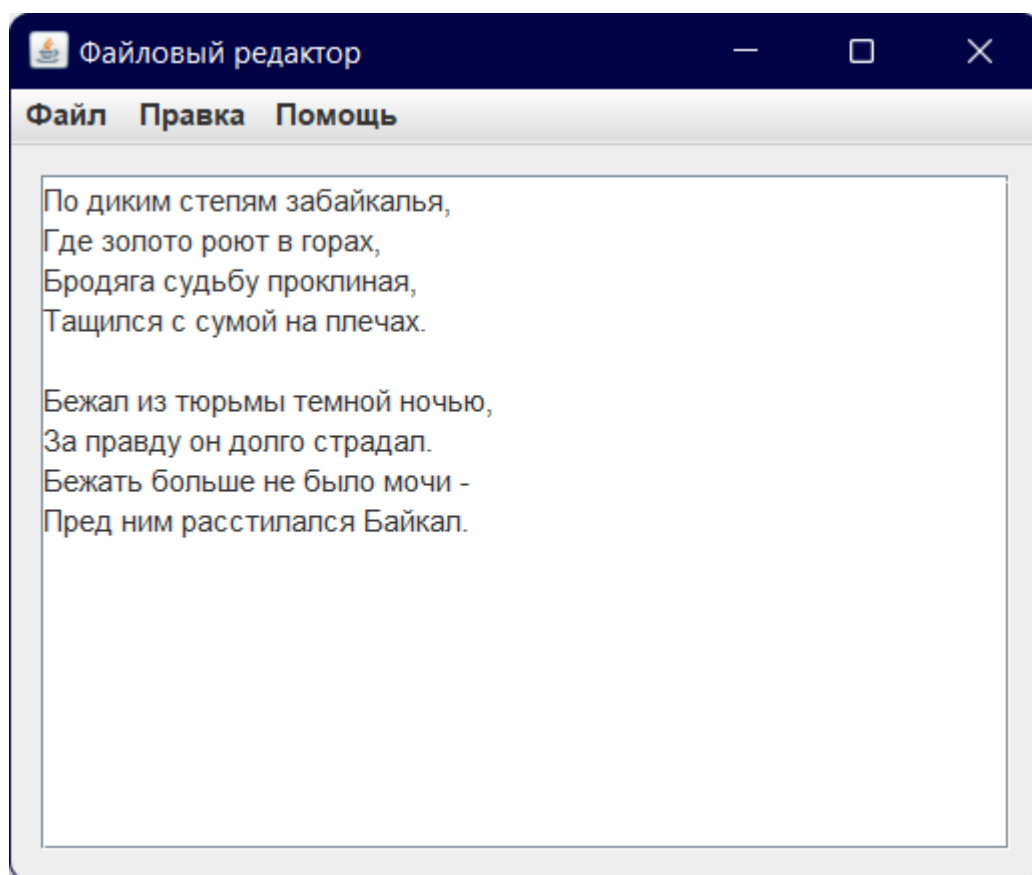 Файловый редактор
Файл Правка Помощь
По диким степям забайкалья,
Где золото роют в горах,
Бродяга судьбу проклиная,
Тащился с сумой на плечах.
Бежал из тюрьмы темной ночью,
За правду он долго страдал.
Бежать больше не было мочи -
Пред ним расстилался Байкал.